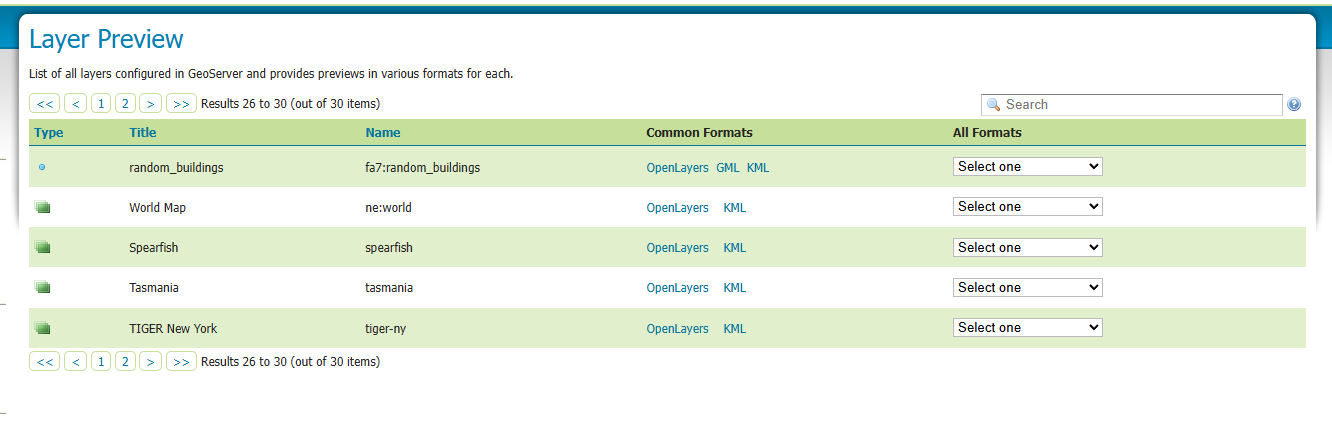 Layer Preview
List of all layers configured in GeoServer and provides previews in various formats for each.
<< < 1 2 > >> Results 26 to 30 (out of 30 items) Search
Type Title Name Common Formats All Formats
random_buildings fa7:random_buildings OpenLayers GML KML Select one
World Map ne:world OpenLayers KML Select one
Spearfish spearfish OpenLayers KML Select one
Tasmania tasmania OpenLayers KML Select one
TIGER New York tiger-ny OpenLayers KML Select one
<< < 1 2 > >> Results 26 to 30 (out of 30 items)